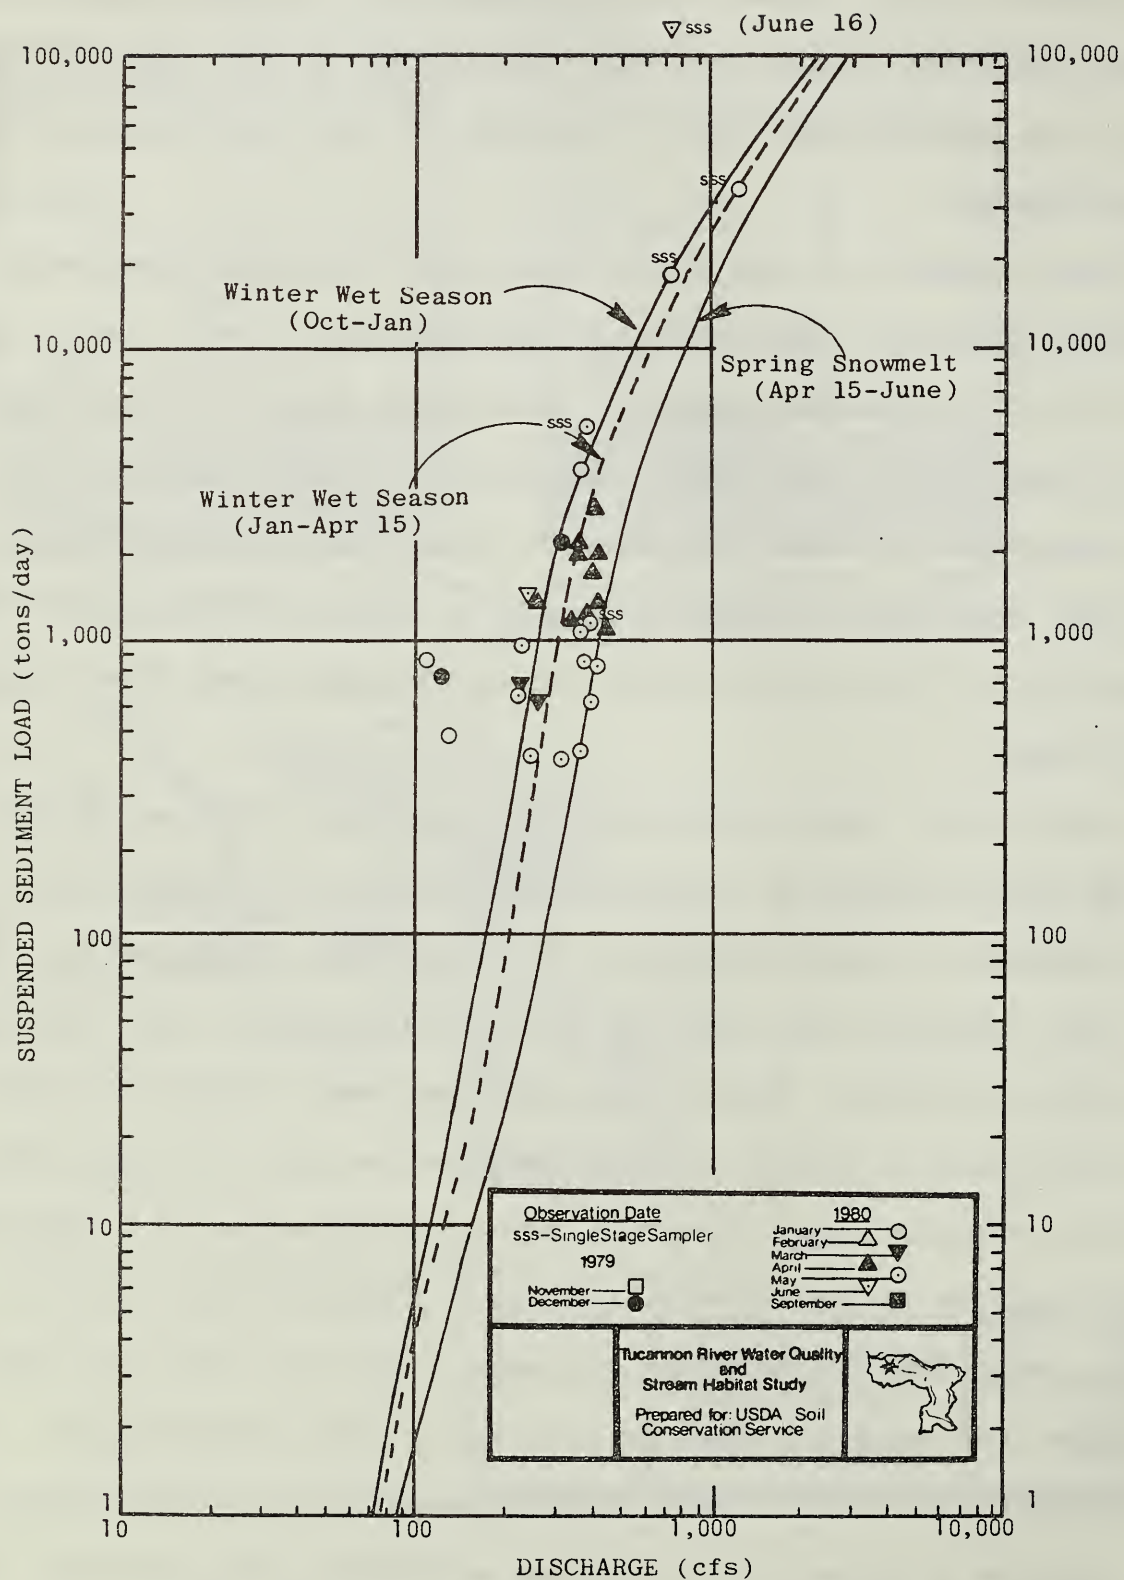 sss (June 16)
100,000 100,000
sss
sss
Winter Wet Season
(Oct-Jan)
10,000 10,000
Spring Snowmelt
(Apr 15-June)
sss
Winter Wet Season
(Jan-Apr 15)
sss
1,000 1,000
SUSPENDED SEDIMENT LOAD (tons/day)
100 100
10 10
Observation Date
sss-SingleStageSampler
1979
November
December
1980
January
February
March
April
May
June
September
Tucannon River Water Quality
and
Stream Habitat Study
Prepared for: USDA Soil
Conservation Service
1 1
10 100 1,000 10,000
DISCHARGE (cfs)